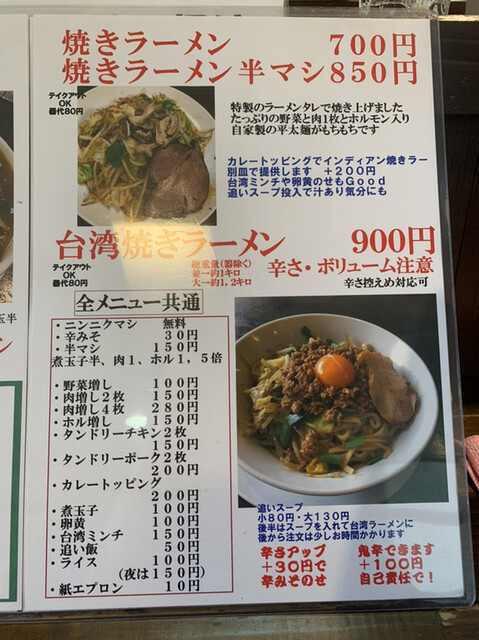 焼きラーメン　700円
焼きラーメン半マシ850円
テイクアウト
OK
器代80円
特製のラーメンタレで焼き上げました
たっぷりの野菜と肉1枚とホルモン入り
自家製の平太麺がもちもちです
カレートッピングでインディアン焼きラー
別皿で提供します　+200円
台湾ミンチや卵黄のせもGood
追いスープ投入で汁あり気分にも
台湾焼きラーメン　900円
テイクアウト
OK
器代80円
総重量(器除く)
並→約1キロ
大→約1,2キロ
辛さ・ボリューム注意
辛さ控えめ対応可
全メニュー共通
・ニンニクマシ　無料
・辛みそ　30円
・半マシ　150円
煮玉子半、肉1、ホル1,5倍
・野菜増し　100円
・肉増し2枚　150円
・肉増し4枚　280円
・ホル増し　150円
・タンドリーチキン2枚
150円
・タンドリーポーク2枚
200円
・カレートッピング
200円
・煮玉子　100円
・卵黄　100円
・台湾ミンチ　150円
・追い飯　50円
・ライス　100円
(夜は150円)
・紙エプロン　10円
追いスープ
小80円・大130円
後半はスープを入れて台湾ラーメンに
後から注文は少しお時間かかります
辛さアップ
+30円で
辛みそのせ
鬼辛できます
+100円
自己責任で!
玉半
ン